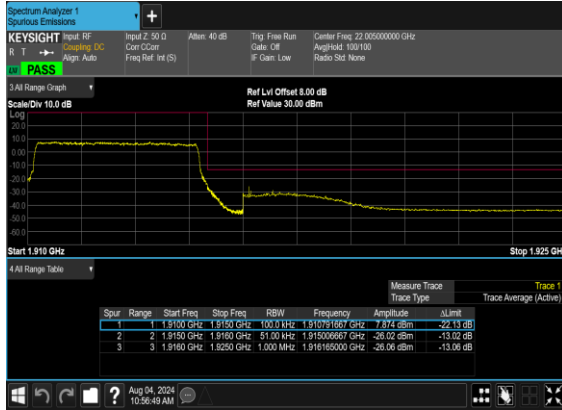 Spectrum Analyzer 1
Spurious Emissions
+
KEYSIGHT Input: RF Input Z: 50 Ω Atten: 40 dB Trig: Free Run Center Freq: 22.005000000 GHz
R T Coupling: DC Corr CCorr Gate: Off Avg|Hold: 100/100
Align: Auto Freq Ref: Int (S) IF Gain: Low Radio Std: None
PASS
3 All Range Graph
Ref Lvl Offset 8.00 dB
Scale/Div 10.0 dB Ref Value 30.00 dBm
Log
20.0
10.0
0.00
-10.0
-20.0
-30.0
-40.0
-50.0
-60.0
Start 1.910 GHz Stop 1.925 GH
4 All Range Table
Measure Trace Trace 1
Trace Type Trace Average (Active)
Spur Range Start Freq Stop Freq RBW Frequency Amplitude ΔLimit
1 1 1.9100 GHz 1.9150 GHz 100.0 kHz 1.910791667 GHz 7.874 dBm -22.13 dB
2 2 1.9150 GHz 1.9160 GHz 51.00 kHz 1.915006667 GHz -26.02 dBm -13.02 dB
3 3 1.9160 GHz 1.9250 GHz 1.000 MHz 1.916165000 GHz -26.06 dBm -13.06 dB
? Aug 04, 2024
10:56:49 AM